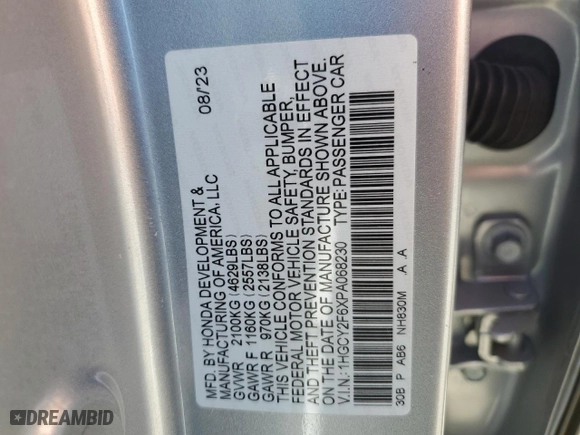 MFD. BY HONDA DEVELOPMENT & 08/'23
MANUFACTURING OF AMERICA, LLC
GVWR 2100KG (4629LBS)
GAWR F 1160KG (2557LBS)
GAWR R 970KG (2138LBS)
THIS VEHICLE CONFORMS TO ALL APPLICABLE
FEDERAL MOTOR VEHICLE SAFETY, BUMPER,
AND THEFT PREVENTION STANDARDS IN EFFECT
ON THE DATE OF MANUFACTURE SHOWN ABOVE.
V.I.N.: 1HGCY2F6XPA068230 TYPE: PASSENGER CAR
30B P AB6 NH830M .A .A
DREAMBID